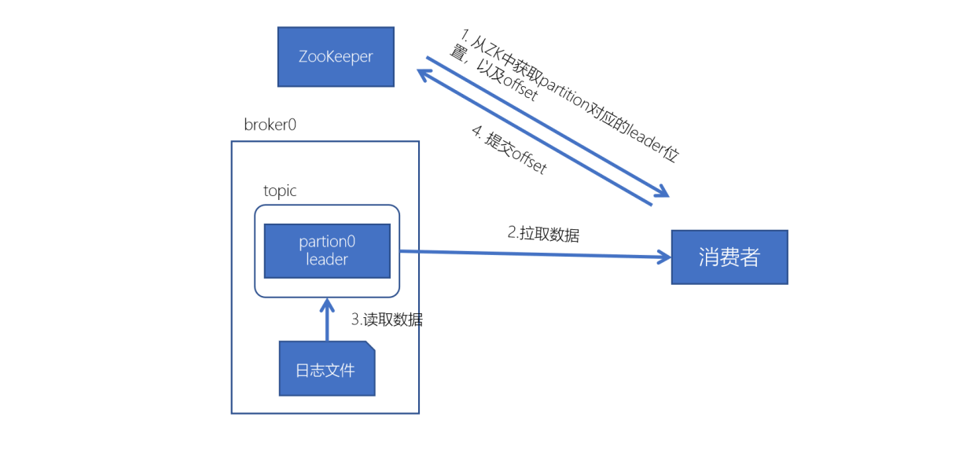 ZooKeeper
1. 从ZK中获取partition对应的leader位
置，以及offset
4. 提交offset
broker0
topic
partion0
leader
2.拉取数据
消费者
3.读取数据
日志文件